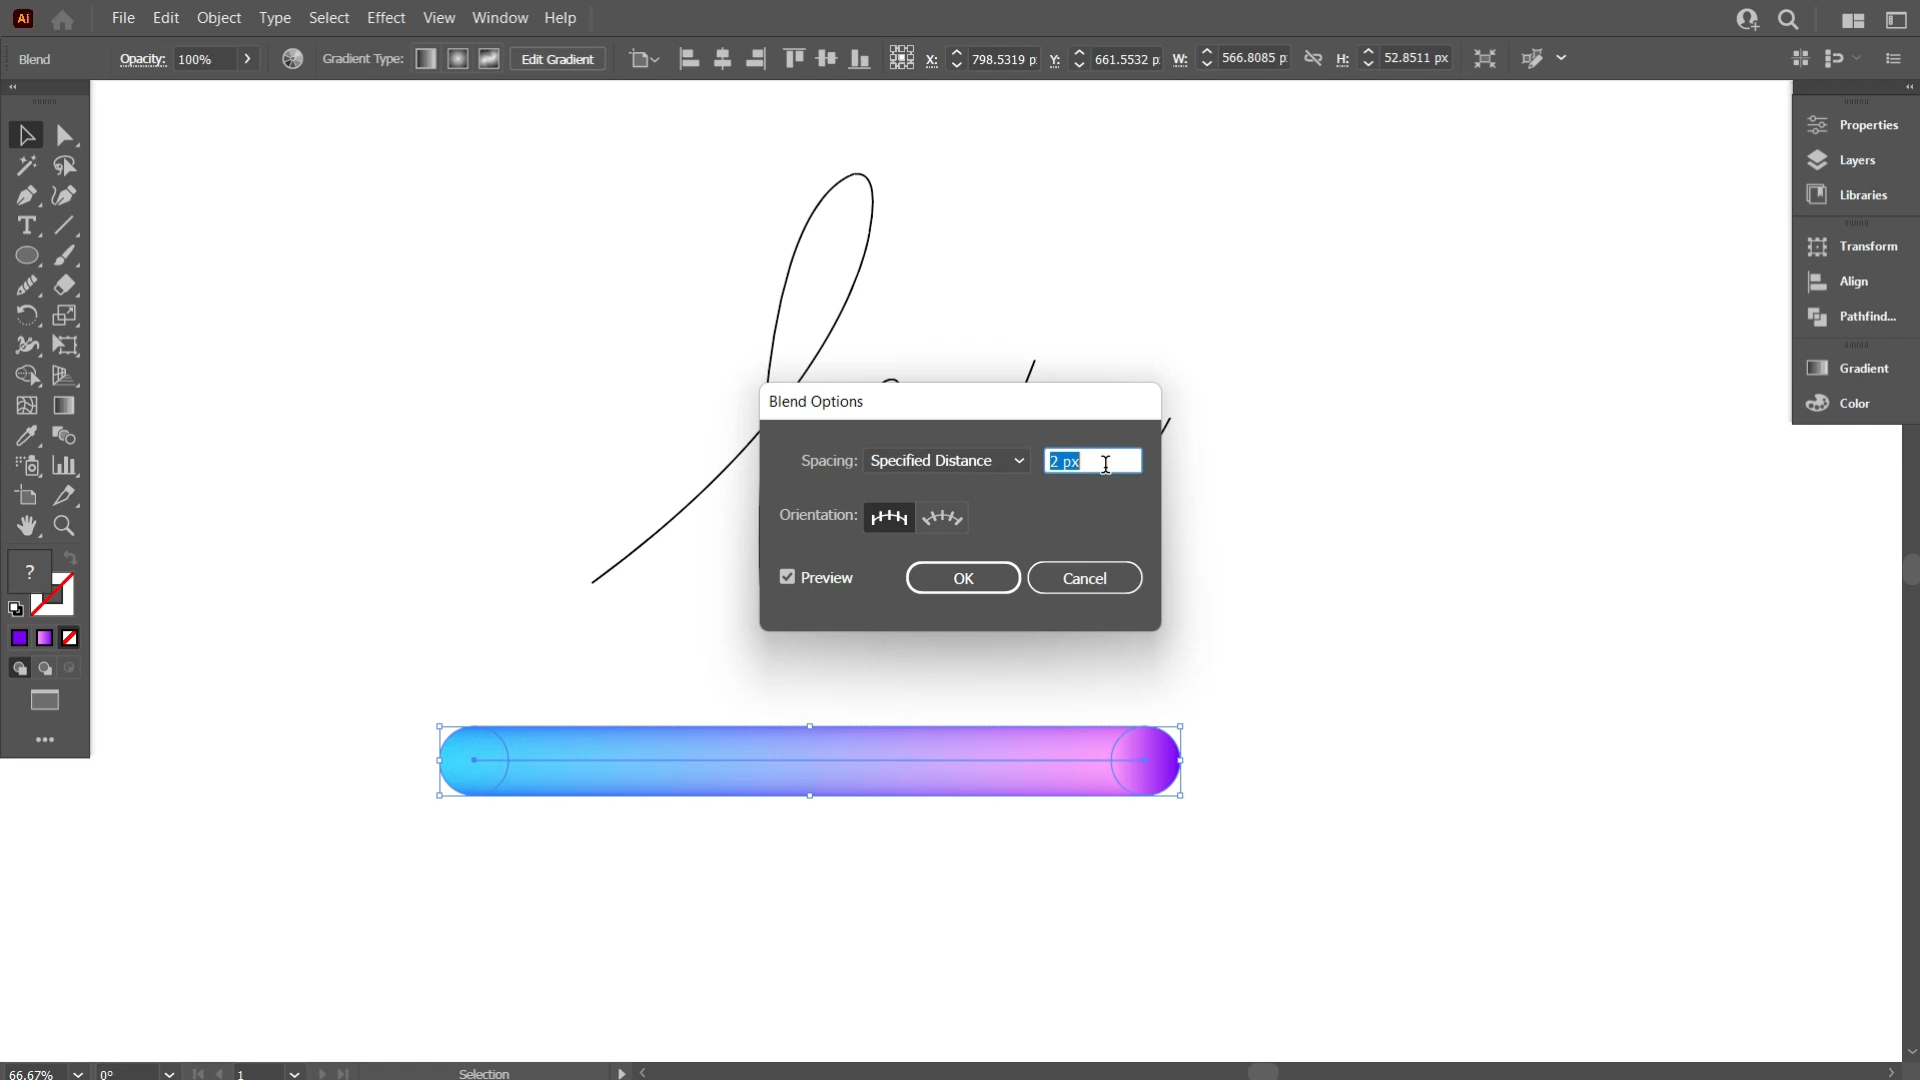 Ai File Edit Object Type Select Effect View Window Help
Blend Opacity: 100% Gradient Type: Edit Gradient X: 798.5319 p Y: 661.5532 p W: 566.8085 p H: 52.8511 px
Properties
Layers
Libraries
Transform
Align
Pathfind...
Gradient
Color
T
?
Blend Options
Spacing: Specified Distance 2 px
Orientation:
Preview OK Cancel
66.67% 0° 1 Selection